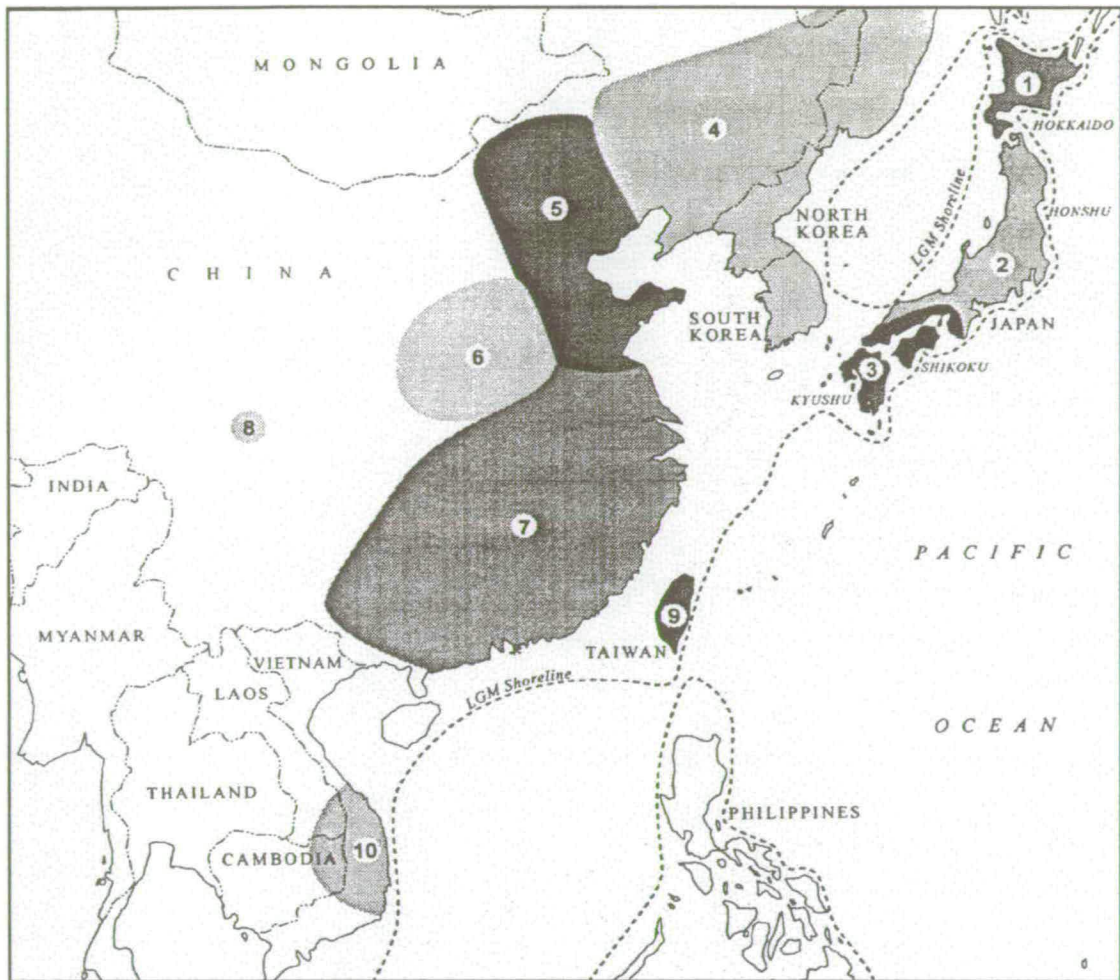 MONGOLIA
1
HOKKAIDO
4
5
NORTH
KOREA
LGM Shoreline
HONSHU
CHINA
2
SOUTH
KOREA
JAPAN
6
3
SHIKOKU
KYUSHU
8
INDIA
7
PACIFIC
MYANMAR
9
VIETNAM
TAIWAN
LAOS
LGM Shoreline
OCEAN
THAILAND
PHILIPPINES
CAMBODIA
10